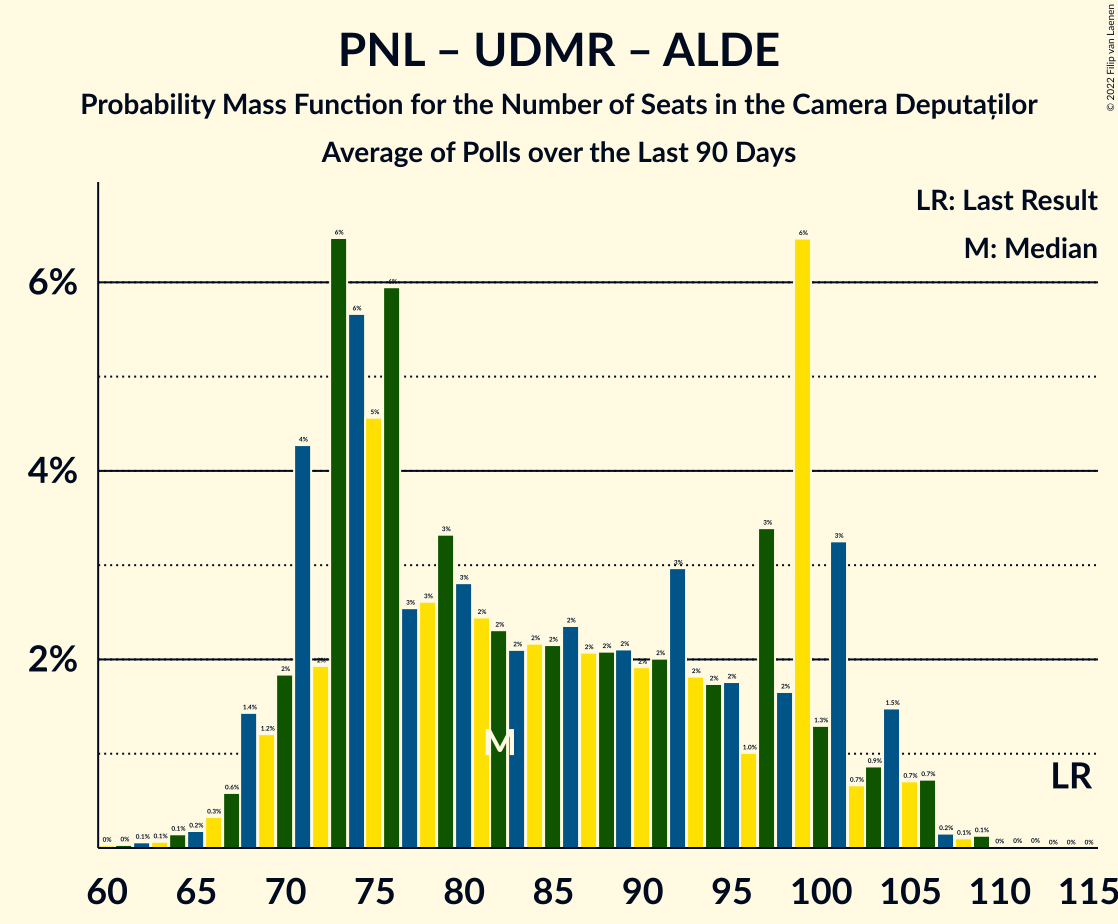 © 2022 Filip van Laenen
PNL – UDMR – ALDE
Probability Mass Function for the Number of Seats in the Camera Deputaților
Average of Polls over the Last 90 Days
LR: Last Result
M: Median
6%
4%
2%
0% 0% 0.1% 0.1% 0.1% 0.2% 0.3% 0.6% 1.4% 1.2% 2% 4% 2% 6% 6% 5% 6% 3% 3% 3% 3% 2% 2% 2% 2% 2% 2% 2% 2% 2% 2% 2% 3% 2% 2% 2% 1.0% 3% 2% 6% 1.3% 3% 0.7% 0.9% 1.5% 0.7% 0.7% 0.2% 0.1% 0.1% 0% 0% 0% 0% 0% 0%
M
LR
60 65 70 75 80 85 90 95 100 105 110 115